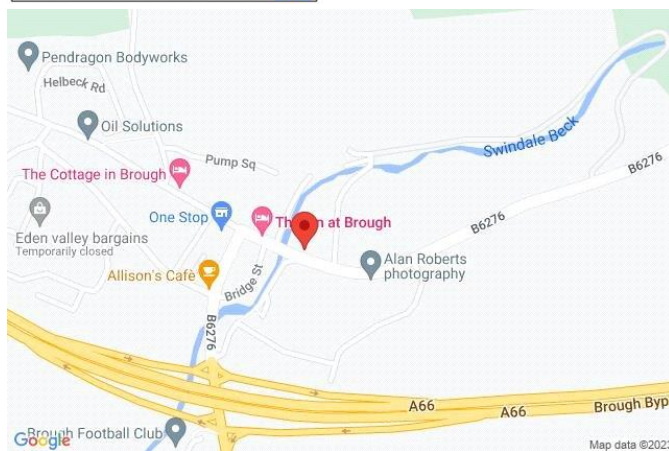 Pendragon Bodyworks
Helbeck Rd
Oil Solutions
Swindale Beck
Pump Sq
The Cottage in Brough
B6276
One Stop
at Brough
B6276
Eden valley bargains
Temporarily closed
Alan Roberts
photography
Allison's Cafè
Bridge St
B6276
A66
A66
Brough Byp
Brough Football Club
Google
Map data ©202